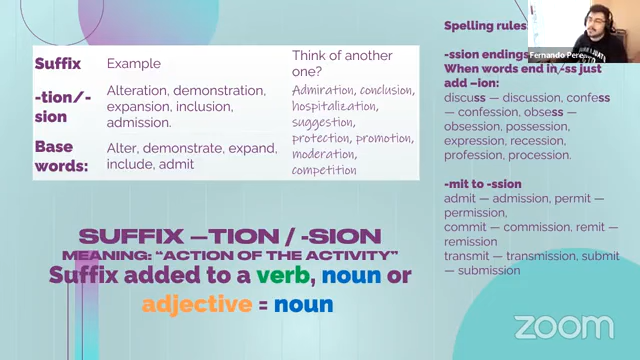 Suffix
Example
Think of another
one?
-tion/-
sion
Alteration, demonstration,
expansion, inclusion,
admission.
Admiration, conclusion,
hospitalization,
suggestion,
protection, promotion,
moderation,
competition
Base
words:
Alter, demonstrate, expand,
include, admit
SUFFIX –TION / -SION
MEANING: “ACTION OF THE ACTIVITY”
Suffix added to a verb, noun or
adjective = noun
Spelling rules
-ssion endings
When words end in -ss just
add –ion:
discuss — discussion, confess
— confession, obsess —
obsession, possession,
expression, recession,
profession, procession.
-mit to -ssion
admit — admission, permit —
permission,
commit — commission, remit —
remission
transmit — transmission, submit
— submission
Fernando Pere
zoom